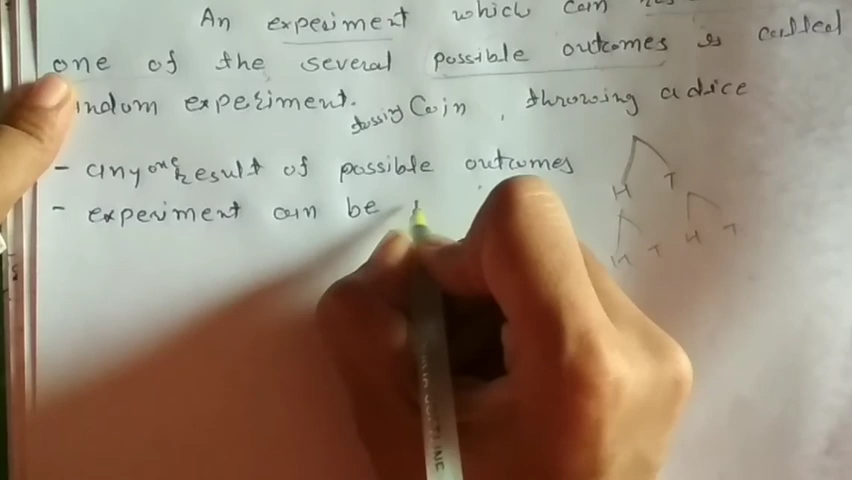 An experiment which can
one of the several possible outcomes is called
random experiment. tossing Coin, throwing a dice
- any one result of possible outcomes
- experiment can be
H T
H T H T